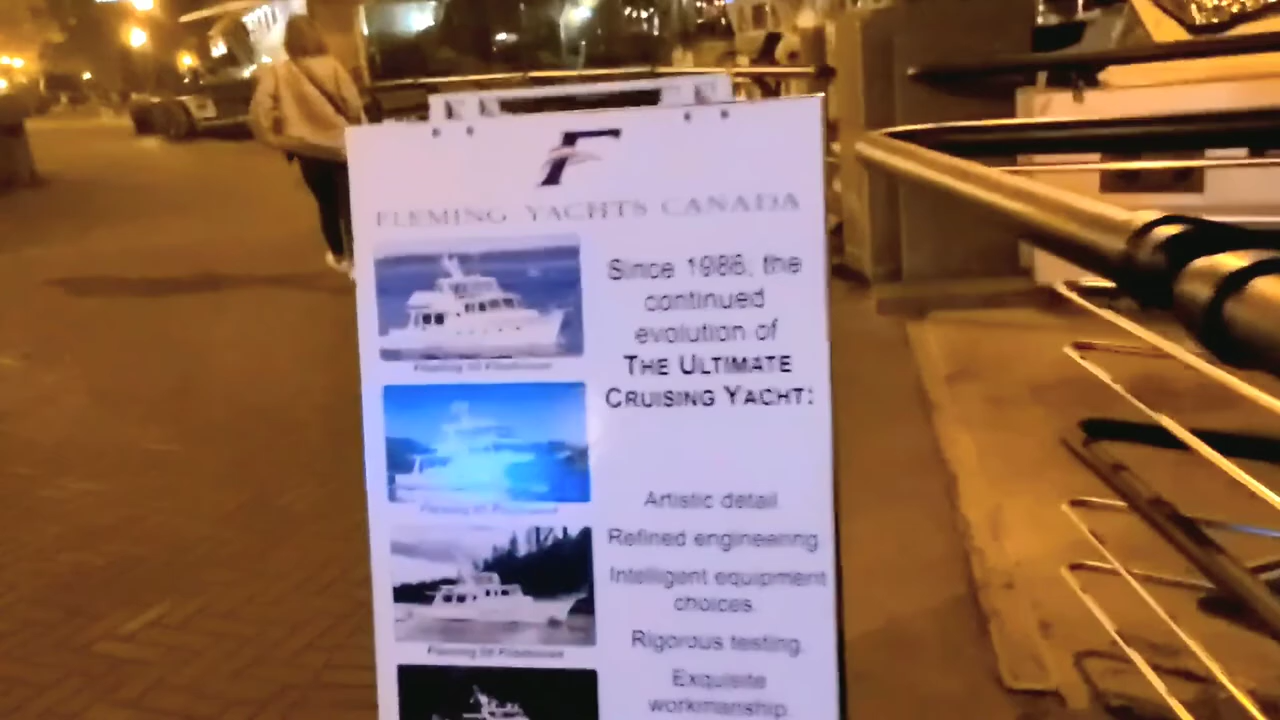 F
FLEMING YACHTS CANADA
Since 1986, the
continued
evolution of
THE ULTIMATE
CRUISING YACHT:
Artistic detail.
Refined engineering.
Intelligent equipment
choices.
Rigorous testing.
Exquisite
workmanship.